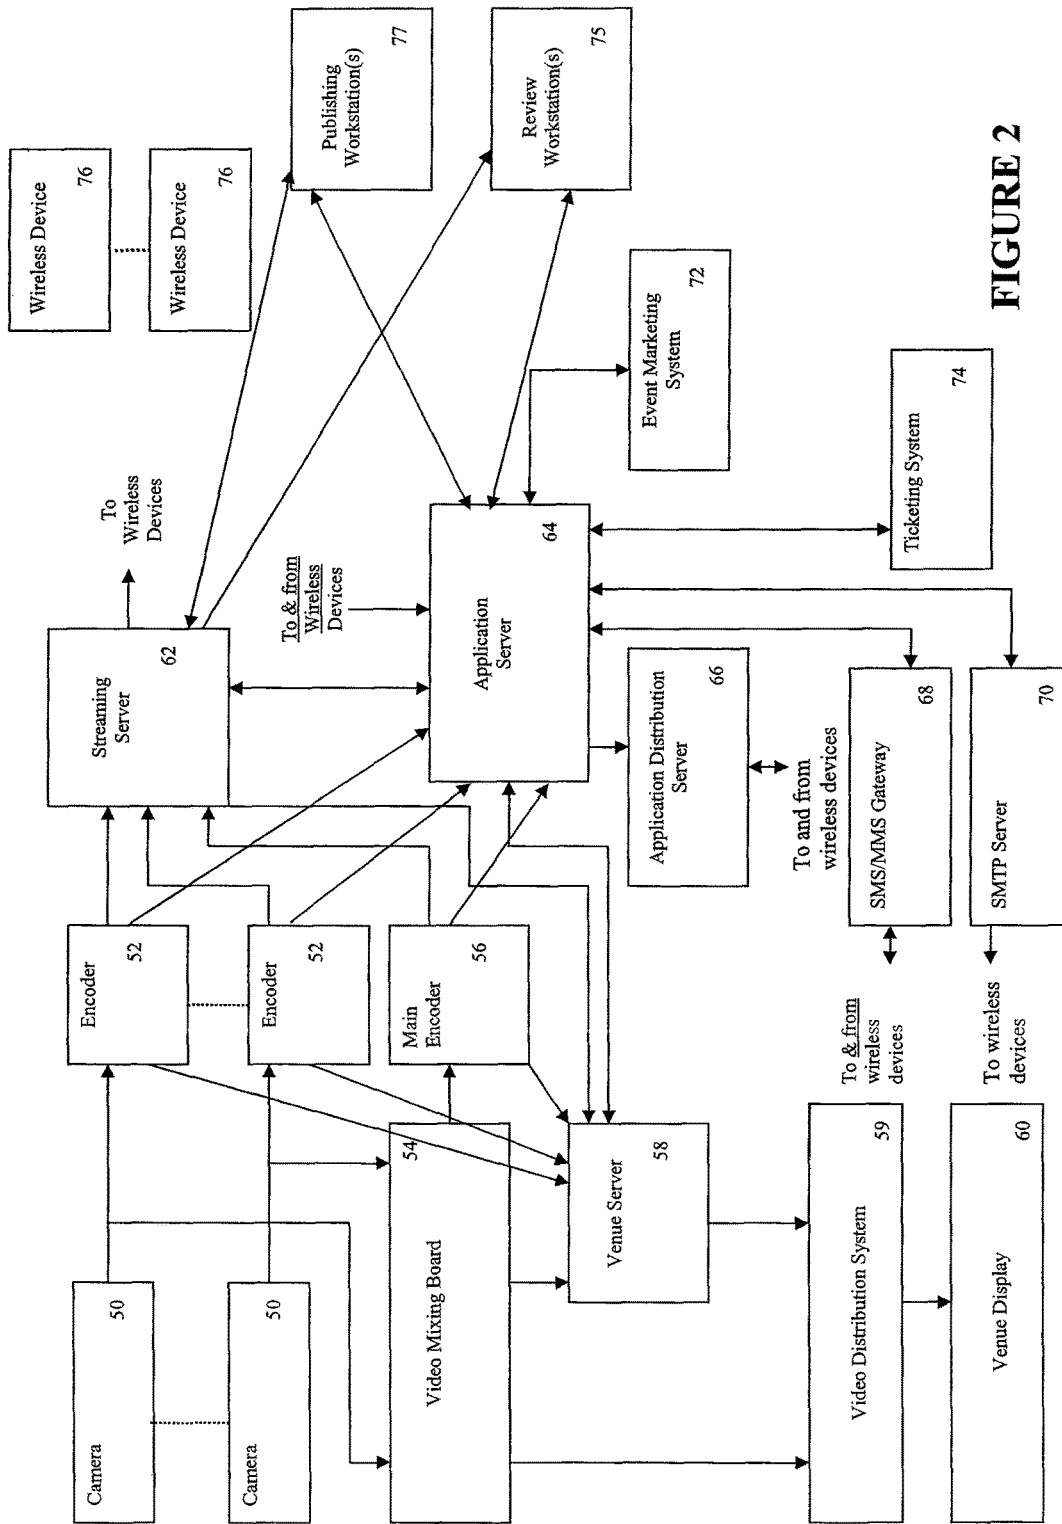 Camera
50
Camera
50
Encoder
52
Encoder
52
Video Mixing Board
54
Main
Encoder
56
Venue Server
58
Video Distribution System
59
Venue Display
60
Streaming
Server
62
To
Wireless
Devices
To & from
Wireless
Devices
Application
Server
64
Application Distribution
Server
66
To and from
wireless devices
SMS/MMS Gateway
68
To & from
wireless
devices
SMTP Server
70
To wireless
devices
Event Marketing
System
72
Ticketing System
74
Wireless Device
76
Wireless Device
76
Publishing
Workstation(s)
77
Review
Workstation(s)
75
FIGURE 2